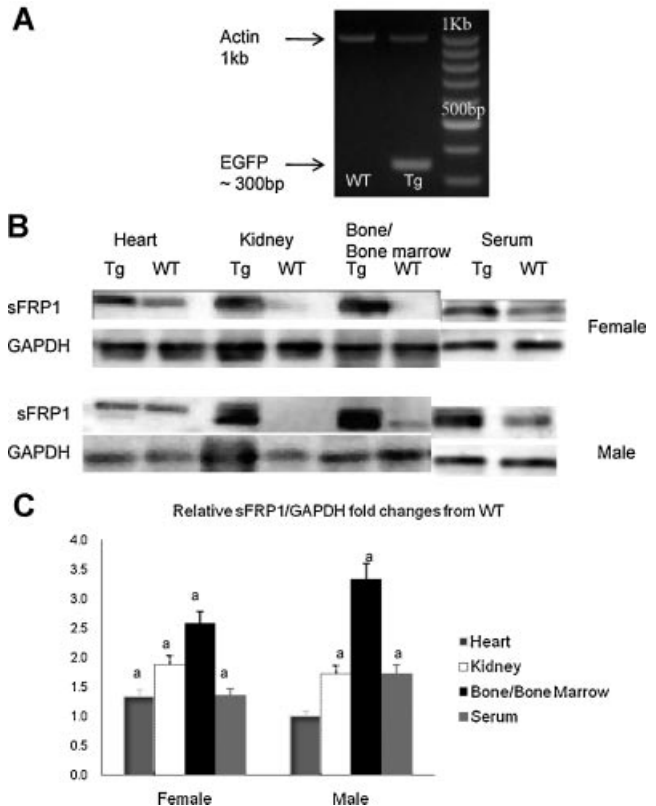 A
Actin
1kb
EGFP
~ 300bp
1Kb
500bp
WT Tg
B
Heart Kidney Bone/
Bone marrow Serum
Tg WT Tg WT Tg WT Tg WT
sFRP1
GAPDH
Female
sFRP1
GAPDH
Male
C
Relative sFRP1/GAPDH fold changes from WT
4.0
3.5
3.0
2.5
2.0
1.5
1.0
0.5
0.0
a a a a
a a a
Heart
Kidney
Bone/Bone Marrow
Serum
Female Male